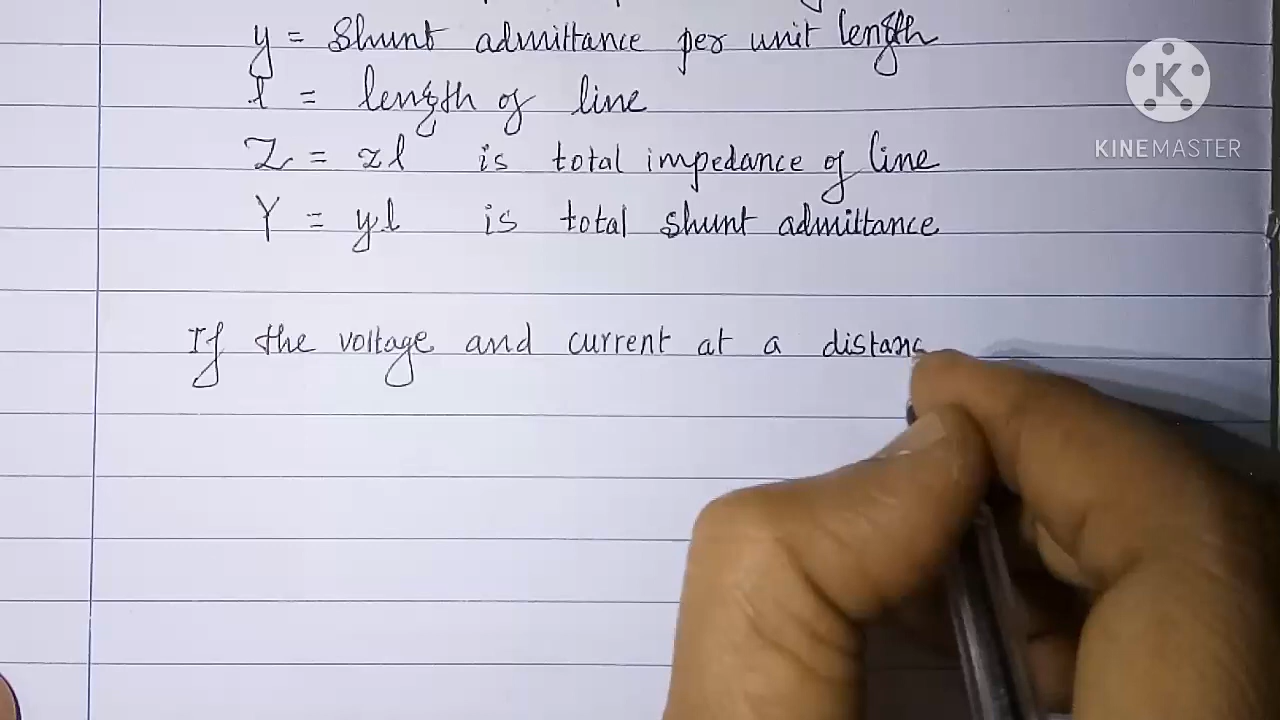 y = Shunt admittance per unit length
l = length of line
Z = zl is total impedance of line
Y = yl is total shunt admittance
If the voltage and current at a distanc
K
KINEMASTER